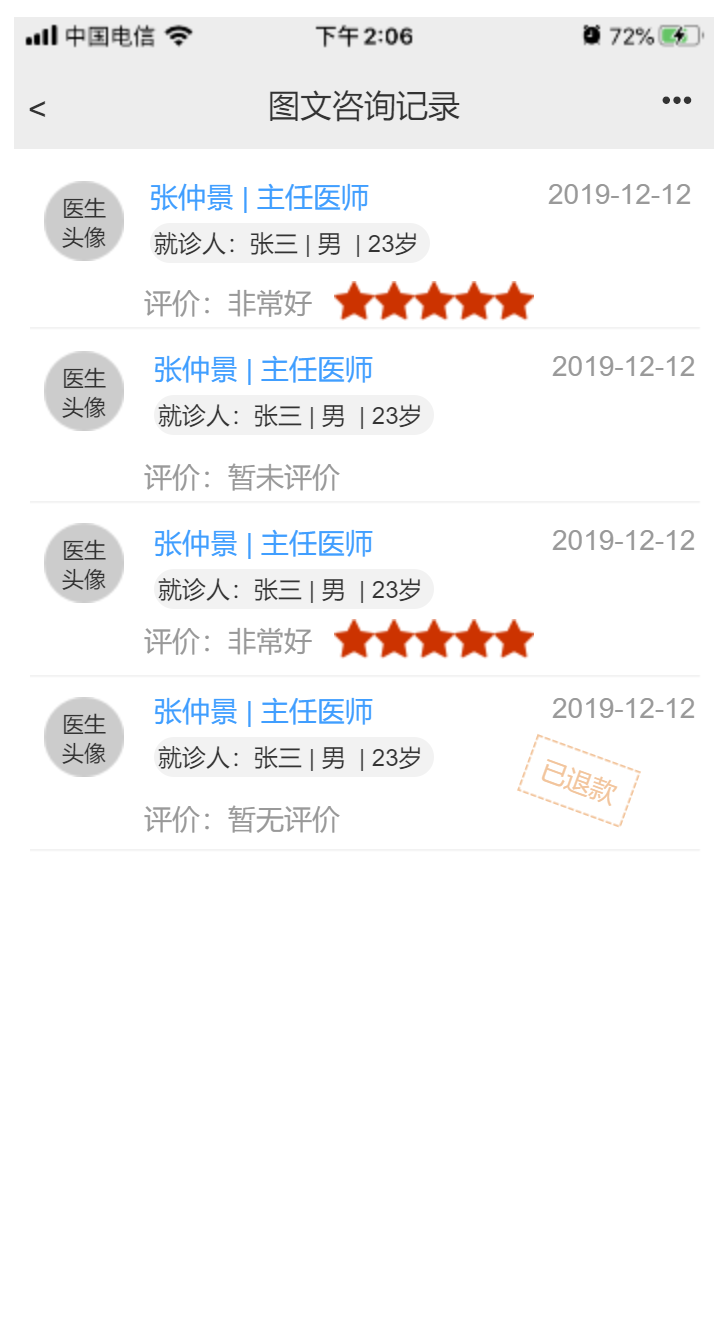 中国电信 下午2:06 72%
< 图文咨询记录 •••
医生头像 张仲景 | 主任医师 2019-12-12
就诊人：张三 | 男 | 23岁
评价：非常好
医生头像 张仲景 | 主任医师 2019-12-12
就诊人：张三 | 男 | 23岁
评价：暂未评价
医生头像 张仲景 | 主任医师 2019-12-12
就诊人：张三 | 男 | 23岁
评价：非常好
医生头像 张仲景 | 主任医师 2019-12-12
就诊人：张三 | 男 | 23岁
已退款
评价：暂无评价